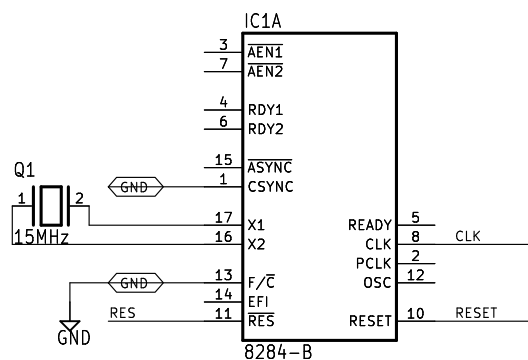 IC1A
3 AEN1
7 AEN2
4 RDY1
6 RDY2
15 ASYNC
GND 1 CSYNC
Q1
1 2
15MHz
17 X1
16 X2
READY 5
CLK 8 CLK
PCLK 2
OSC 12
GND 13 F/C
14 EFI
RES 11 RES
RESET 10 RESET
GND
8284-B